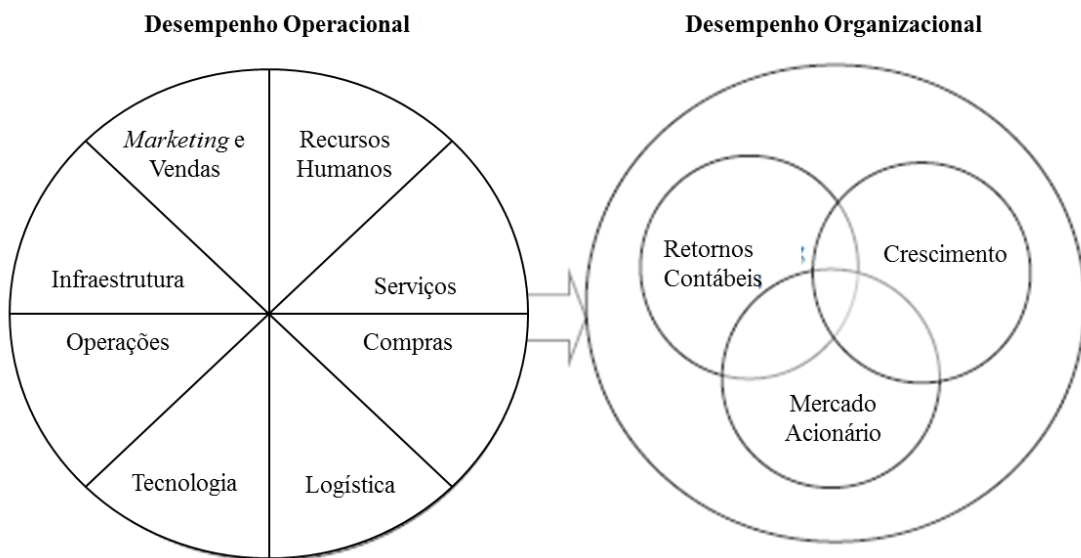 Desempenho Operacional
Desempenho Organizacional
Marketing e
Vendas
Recursos
Humanos
Infraestrutura
Serviços
Operações
Compras
Tecnologia
Logística
Retornos
Contábeis
Crescimento
Mercado
Acionário